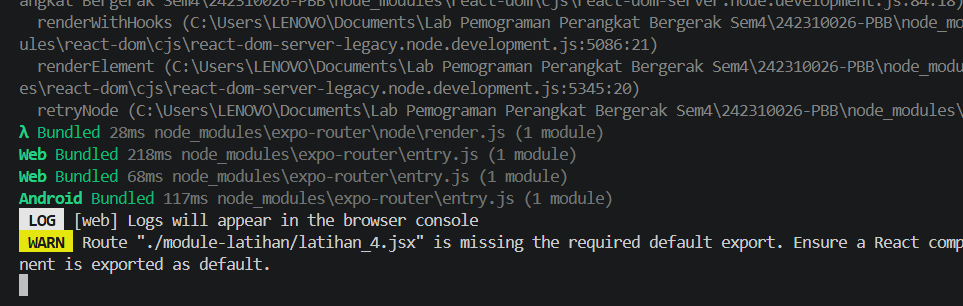 angkat Bergerak Sem4\242310026-PBB\node_modules\react-dom\cjs\react-dom-server.node.development.js:84:18)
renderWithHooks (C:\Users\LENOVO\Documents\Lab Pemograman Perangkat Bergerak Sem4\242310026-PBB\node_mo
ules\react-dom\cjs\react-dom-server-legacy.node.development.js:5086:21)
renderElement (C:\Users\LENOVO\Documents\Lab Pemograman Perangkat Bergerak Sem4\242310026-PBB\node_modu
es\react-dom\cjs\react-dom-server-legacy.node.development.js:5345:20)
retryNode (C:\Users\LENOVO\Documents\Lab Pemograman Perangkat Bergerak Sem4\242310026-PBB\node_modules\
λ Bundled 28ms node_modules\expo-router\node\render.js (1 module)
Web Bundled 218ms node_modules\expo-router\entry.js (1 module)
Web Bundled 68ms node_modules\expo-router\entry.js (1 module)
Android Bundled 117ms node_modules\expo-router\entry.js (1 module)
LOG [web] Logs will appear in the browser console
WARN Route "./module-latihan/latihan_4.jsx" is missing the required default export. Ensure a React comp
nent is exported as default.